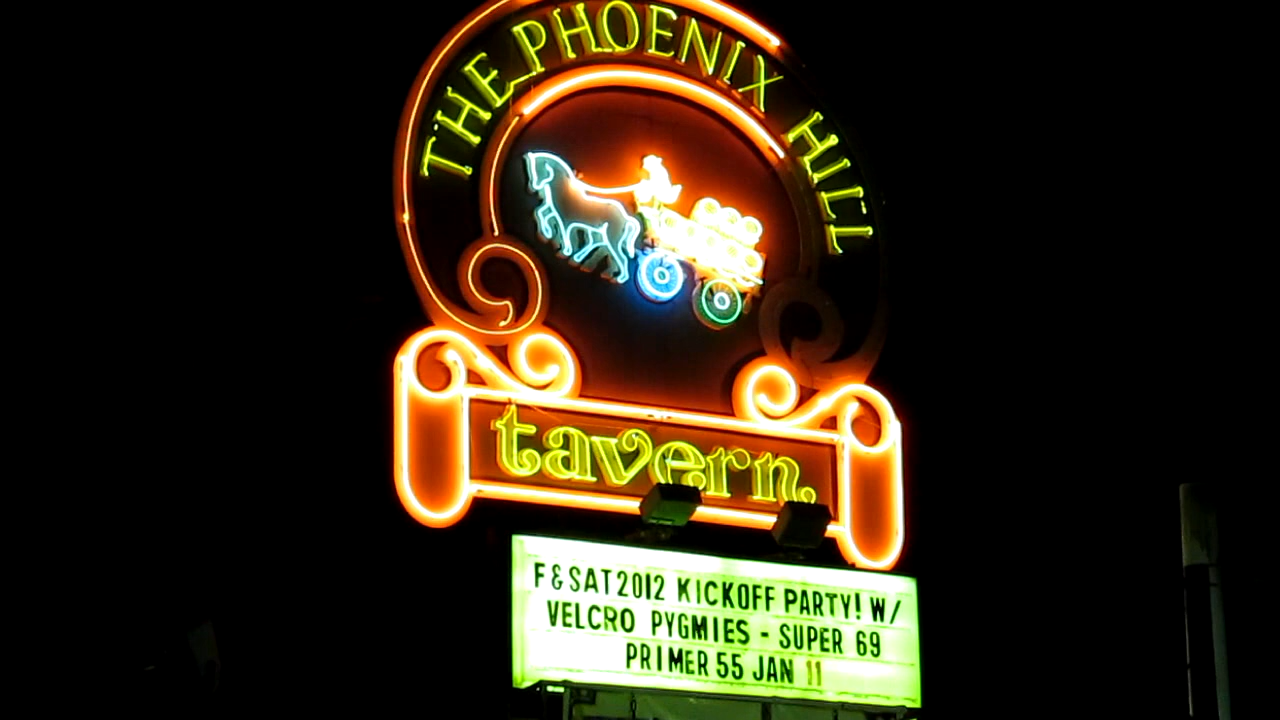 THE PHOENIX HILL
tavern
F & SAT 2012 KICKOFF PARTY! W/
VELCRO PYGMIES - SUPER 69
PRIMER 55 JAN 11